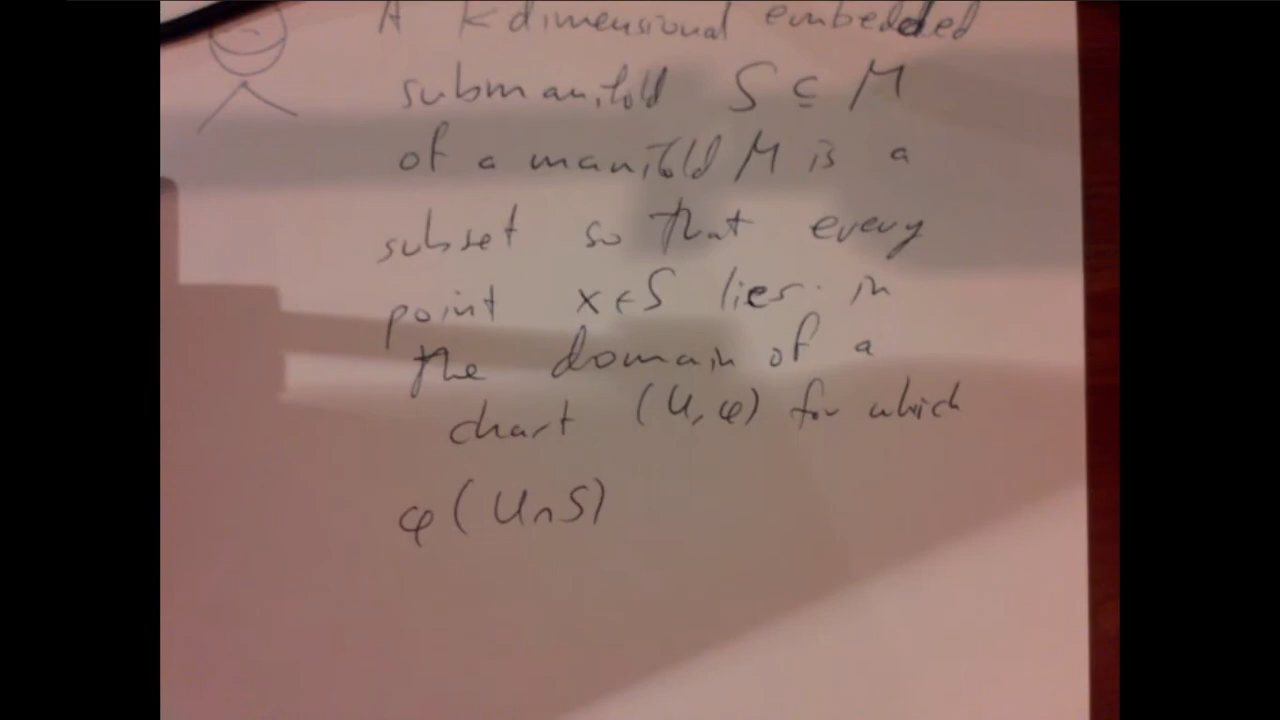 A k dimensional embedded
submanifold S ⊆ M
of a manifold M is a
subset so that every
point x ∈ S lies in
the domain of a
chart (U, φ) for which
φ(U∩S)